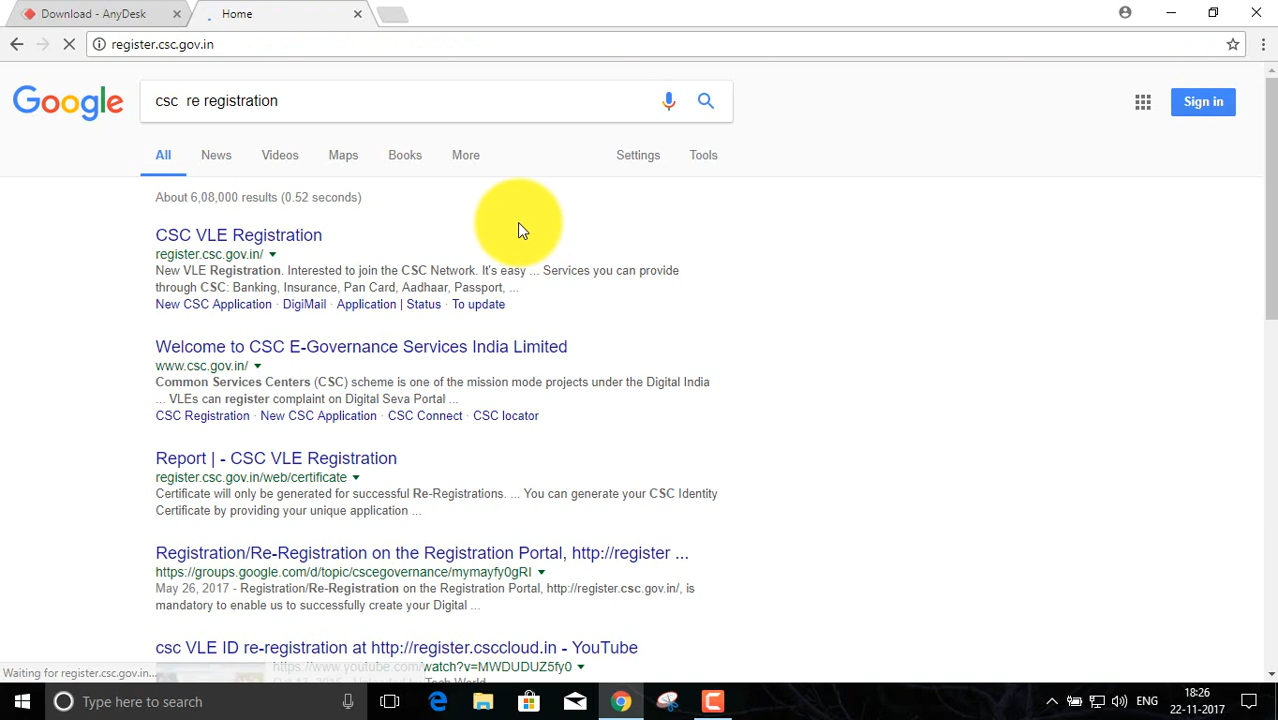 Download - AnyDesk
Home
register.csc.gov.in
Google
csc  re registration
Sign in
All News Videos Maps Books More Settings Tools
About 6,08,000 results (0.52 seconds)
CSC VLE Registration
register.csc.gov.in/
New VLE Registration. Interested to join the CSC Network. It's easy ... Services you can provide
through CSC: Banking, Insurance, Pan Card, Aadhaar, Passport, ...
New CSC Application · DigiMail · Application | Status · To update
Welcome to CSC E-Governance Services India Limited
www.csc.gov.in/
Common Services Centers (CSC) scheme is one of the mission mode projects under the Digital India
... VLEs can register complaint on Digital Seva Portal ...
CSC Registration · New CSC Application · CSC Connect · CSC locator
Report | - CSC VLE Registration
register.csc.gov.in/web/certificate
Certificate will only be generated for successful Re-Registrations. ... You can generate your CSC Identity
Certificate by providing your unique application ...
Registration/Re-Registration on the Registration Portal, http://register ...
https://groups.google.com/d/topic/cscegovernance/mymayfy0gRI
May 26, 2017 - Registration/Re-Registration on the Registration Portal, http://register.csc.gov.in/, is
mandatory to enable us to successfully create your Digital ...
csc VLE ID re-registration at http://register.csccloud.in - YouTube
https://www.youtube.com/watch?v=MWDUDUZ5fy0
Waiting for register.csc.gov.in...
Type here to search
ENG
18:26
22-11-2017